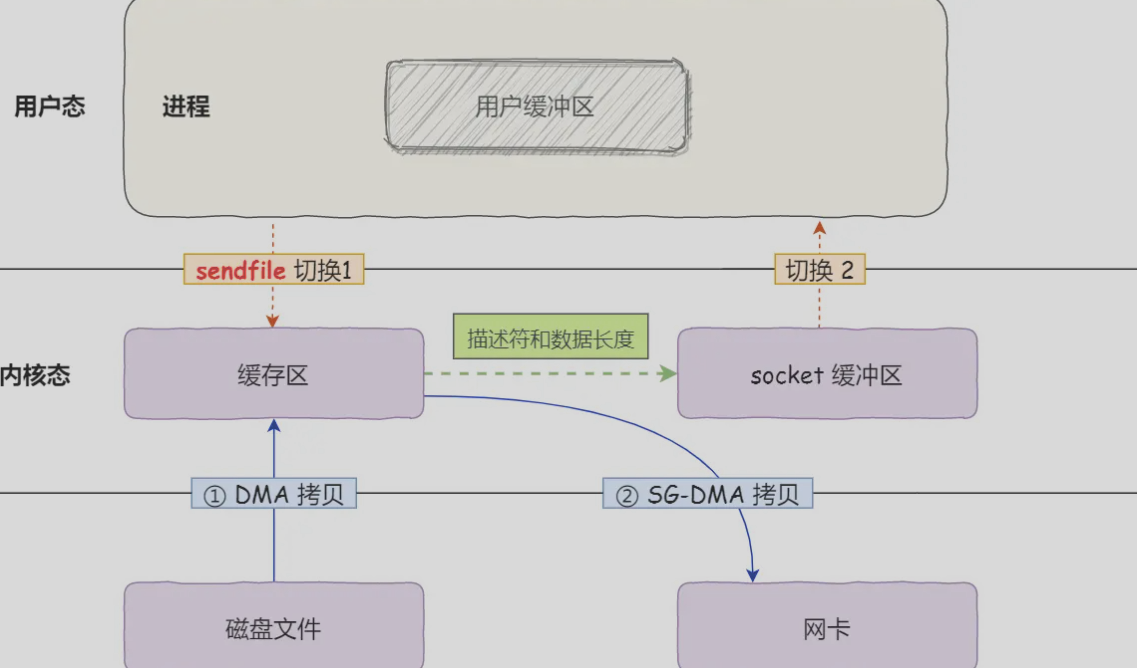 用户态
进程
用户缓冲区
sendfile 切换1
切换 2
描述符和数据长度
内核态
缓存区
socket 缓冲区
① DMA 拷贝
② SG-DMA 拷贝
磁盘文件
网卡